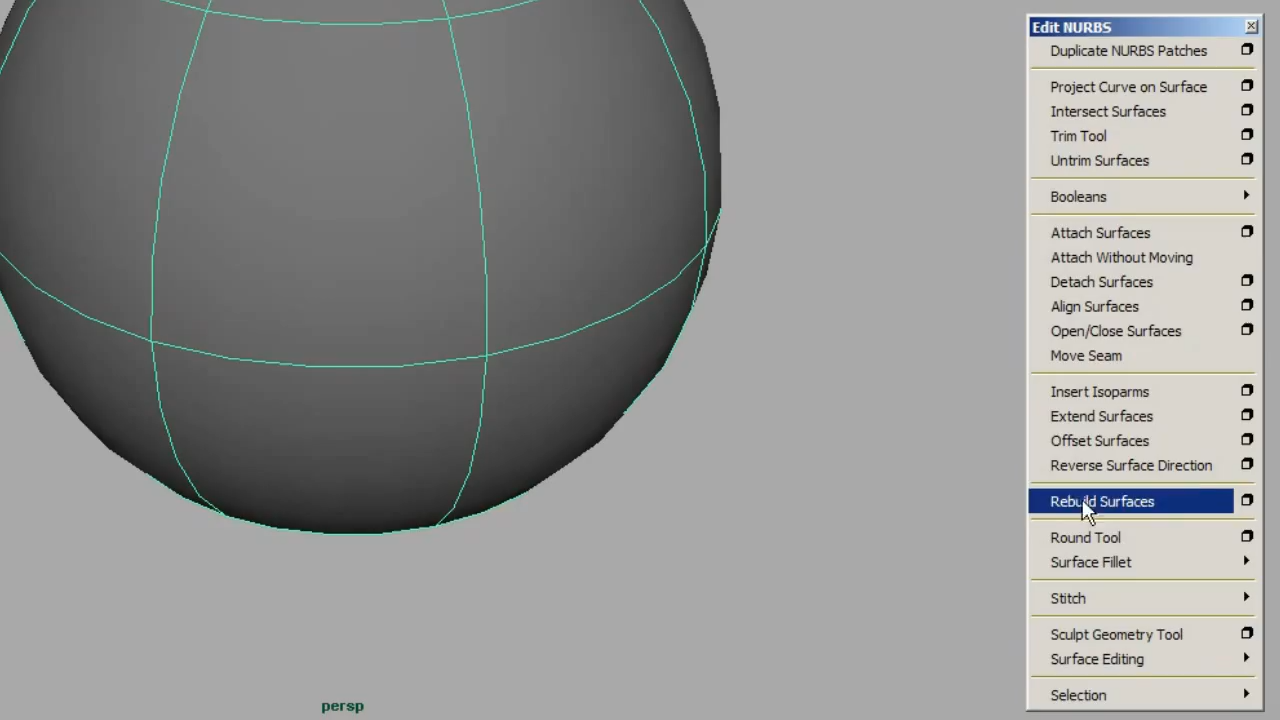 Edit NURBS
Duplicate NURBS Patches
Project Curve on Surface
Intersect Surfaces
Trim Tool
Untrim Surfaces
Booleans
Attach Surfaces
Attach Without Moving
Detach Surfaces
Align Surfaces
Open/Close Surfaces
Move Seam
Insert Isoparms
Extend Surfaces
Offset Surfaces
Reverse Surface Direction
Rebuild Surfaces
Round Tool
Surface Fillet
Stitch
Sculpt Geometry Tool
Surface Editing
Selection
persp